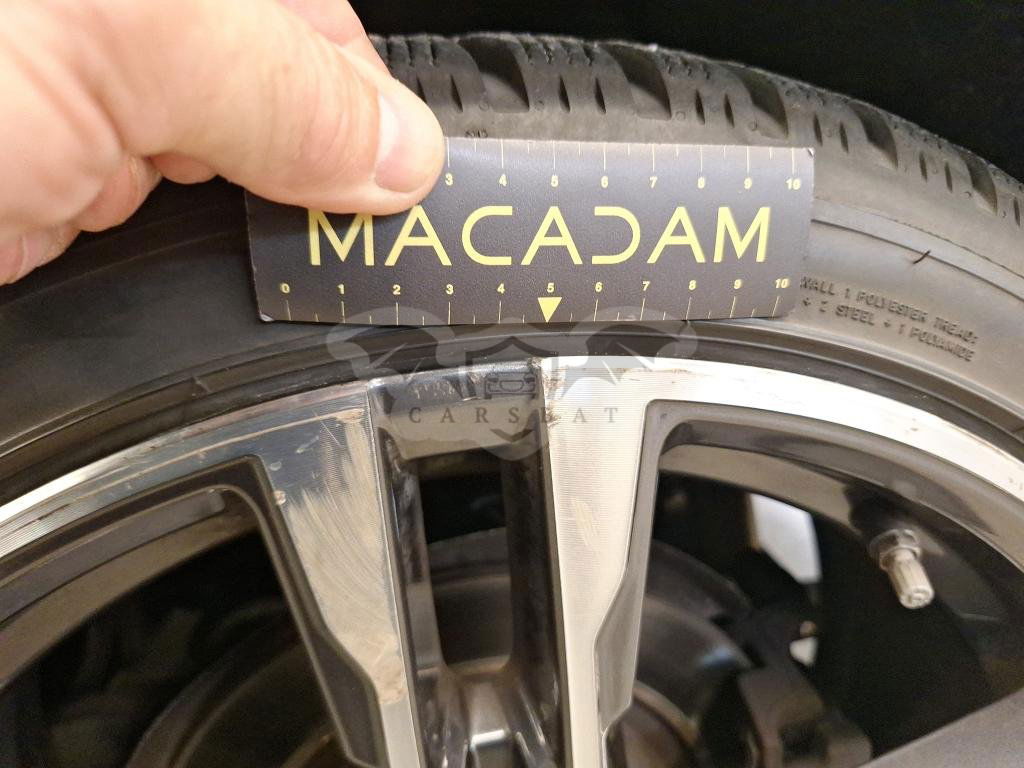 3 4 5 6 7 8 9 10
MACADAM
0 1 2 3 4 5 6 7 8 9 10
WALL 1 POLYESTER TREAD:
+ 2 STEEL + 1 POLYAMIDE
CARSEAT